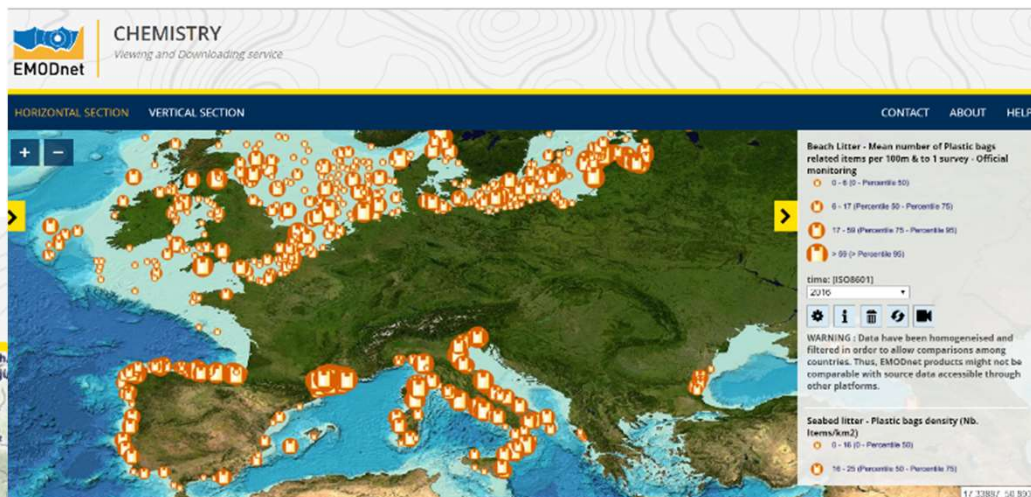 EMODnet
CHEMISTRY
Viewing and Downloading service
HORIZONTAL SECTION
VERTICAL SECTION
CONTACT
ABOUT
HELP
+
−
Beach Litter - Mean number of Plastic bags
related items per 100m & to 1 survey - Official
monitoring
0 - 6 (0 - Percentile 50)
6 - 17 (Percentile 50 - Percentile 75)
17 - 59 (Percentile 75 - Percentile 95)
(> Percentile 95)
time: [ISO8601]
2016
WARNING : Data have been homogeneised and
filtered in order to allow comparisons among
countries. Thus, EMODnet products might not be
comparable with source data accessible through
other platforms.
Seabed litter - Plastic bags density (Nb.
Items/km2)
0 - 16 (0 - Percentile 50)
16 - 25 (Percentile 50 - Percentile 75)